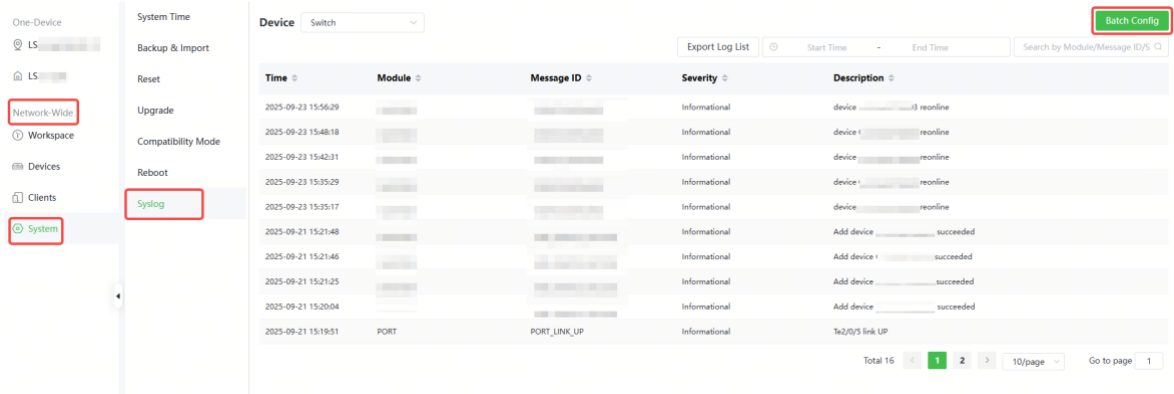 One-Device
LS
LS
Network-Wide
Workspace
Devices
Clients
System
System Time
Backup & Import
Reset
Upgrade
Compatibility Mode
Reboot
Syslog
Device Switch
Batch Config
Export Log List Start Time - End Time Search by Module/Message ID/S
Time Module Message ID Severity Description
2025-09-23 15:56:29 Informational device reonline
2025-09-23 15:48:18 Informational device reonline
2025-09-23 15:42:31 Informational device reonline
2025-09-23 15:35:29 Informational device reonline
2025-09-23 15:35:17 Informational device reonline
2025-09-21 15:21:48 Informational Add device succeeded
2025-09-21 15:21:46 Informational Add device succeeded
2025-09-21 15:21:25 Informational Add device succeeded
2025-09-21 15:20:04 Informational Add device succeeded
2025-09-21 15:19:51 PORT PORT_LINK_UP Informational Te2/0/5 link UP
Total 16 < 1 2 > 10/page Go to page 1